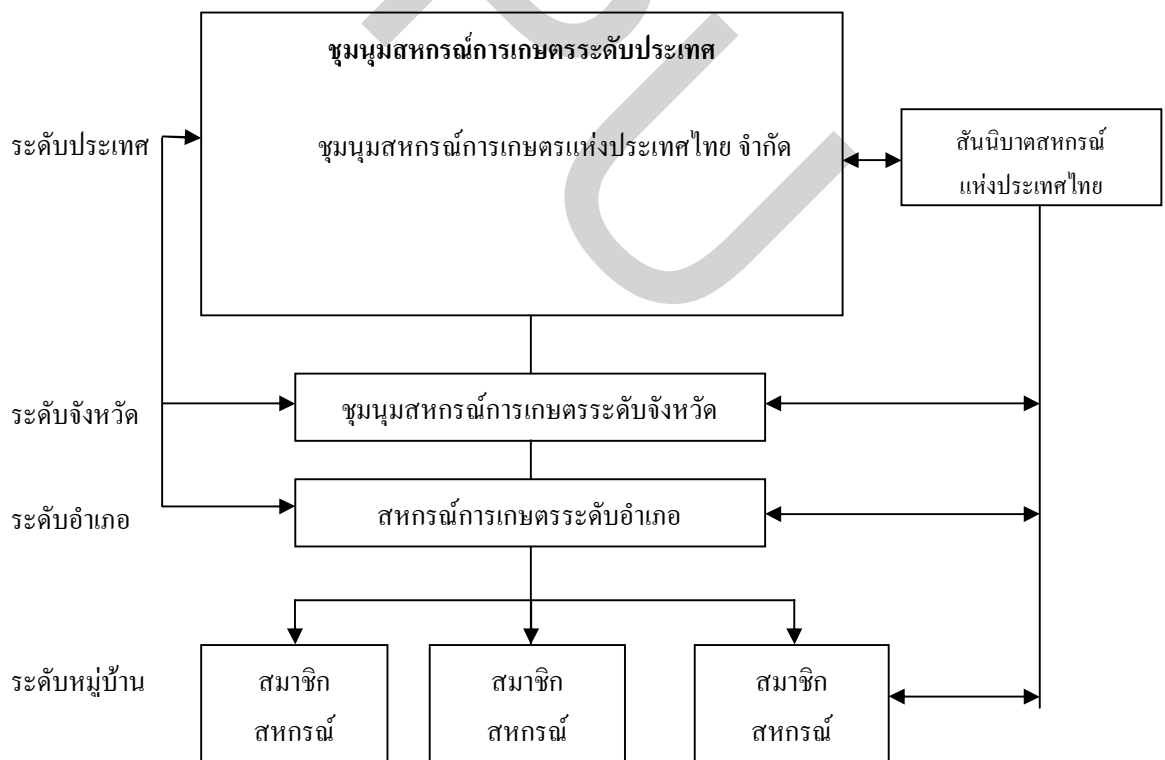 ชุมนุมสหกรณ์การเกษตรระดับประเทศ
ระดับประเทศ
ชุมนุมสหกรณ์การเกษตรแห่งประเทศไทย จำกัด
สันนิบาตสหกรณ์
แห่งประเทศไทย
ระดับจังหวัด
ชุมนุมสหกรณ์การเกษตรระดับจังหวัด
ระดับอำเภอ
สหกรณ์การเกษตรระดับอำเภอ
ระดับหมู่บ้าน
สมาชิก
สหกรณ์
สมาชิก
สหกรณ์
สมาชิก
สหกรณ์